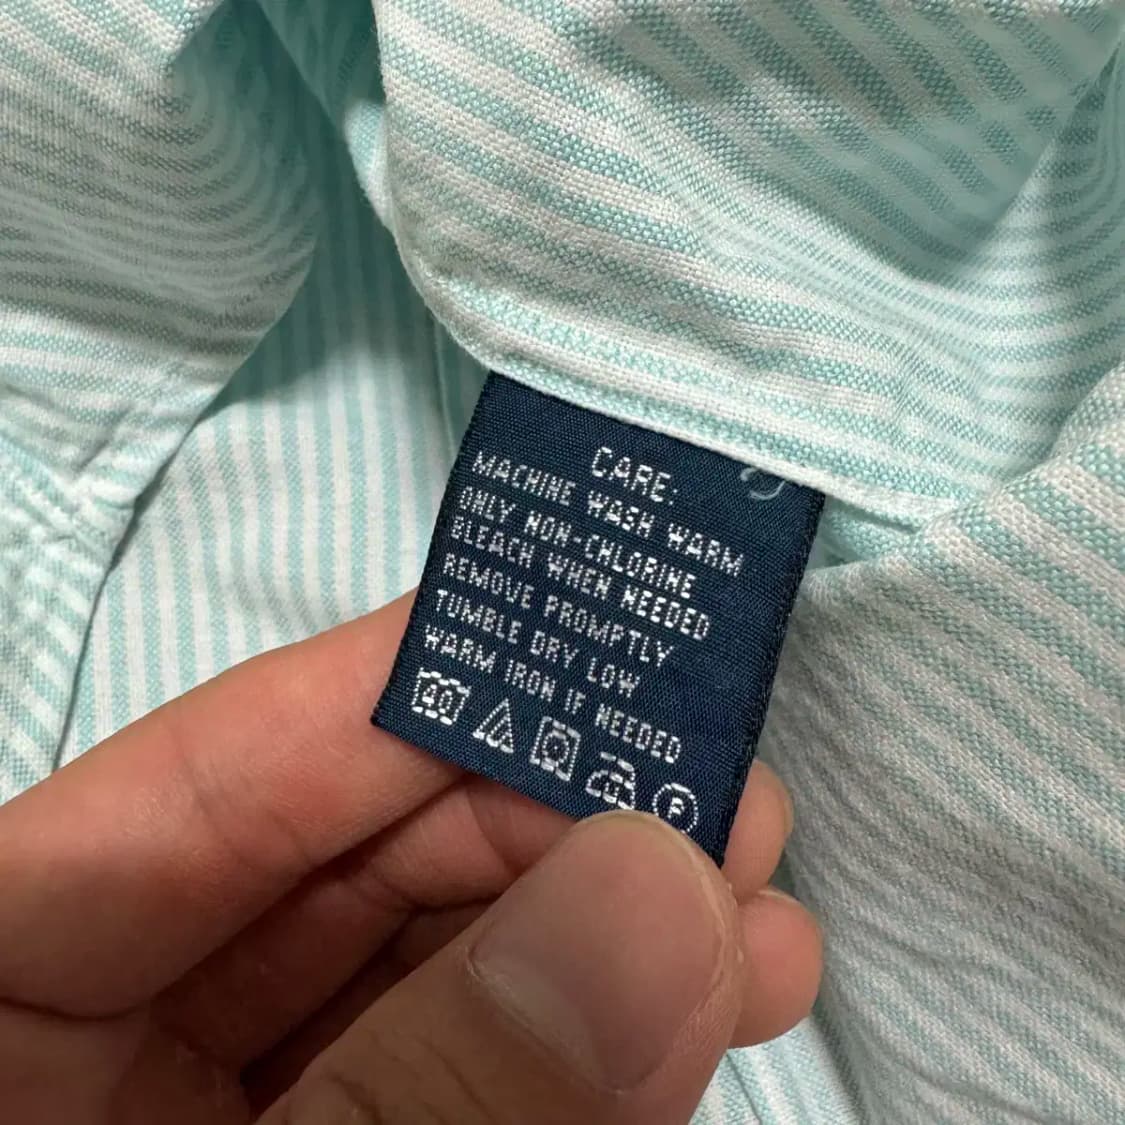 CARE:
MACHINE WASH WARM
ONLY NON-CHLORINE
BLEACH WHEN NEEDED
REMOVE PROMPTLY
TUMBLE DRY LOW
WARM IRON IF NEEDED
40
P